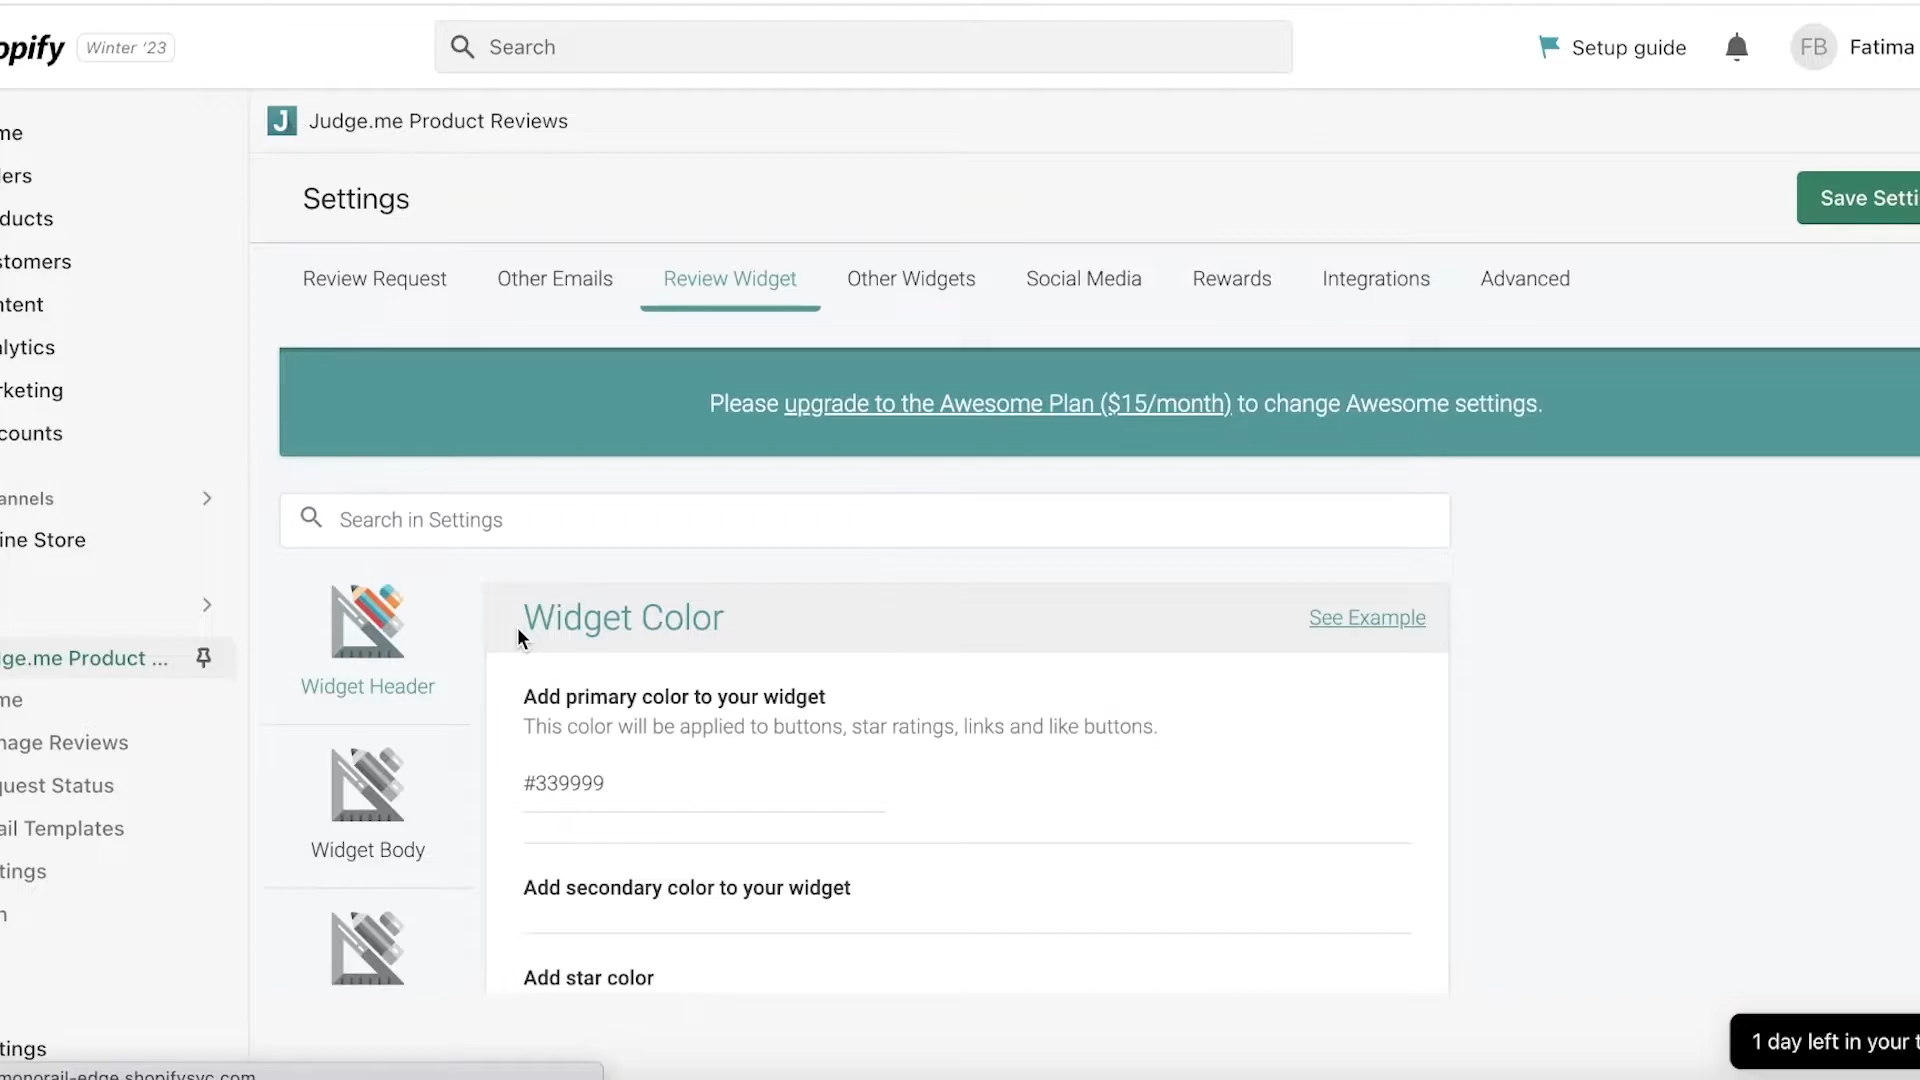 opify
Winter '23
Search
Setup guide
FB
Fatima
me
ers
ducts
stomers
ntent
lytics
rketing
counts
annels
ine Store
ge.me Product ...
me
nage Reviews
quest Status
ail Templates
tings
n
tings
monorail-edge.shopifysvc.com
Judge.me Product Reviews
Settings
Save Setti
Review Request
Other Emails
Review Widget
Other Widgets
Social Media
Rewards
Integrations
Advanced
Please upgrade to the Awesome Plan ($15/month) to change Awesome settings.
Search in Settings
Widget Header
Widget Body
Widget Color
See Example
Add primary color to your widget
This color will be applied to buttons, star ratings, links and like buttons.
#339999
Add secondary color to your widget
Add star color
1 day left in your t